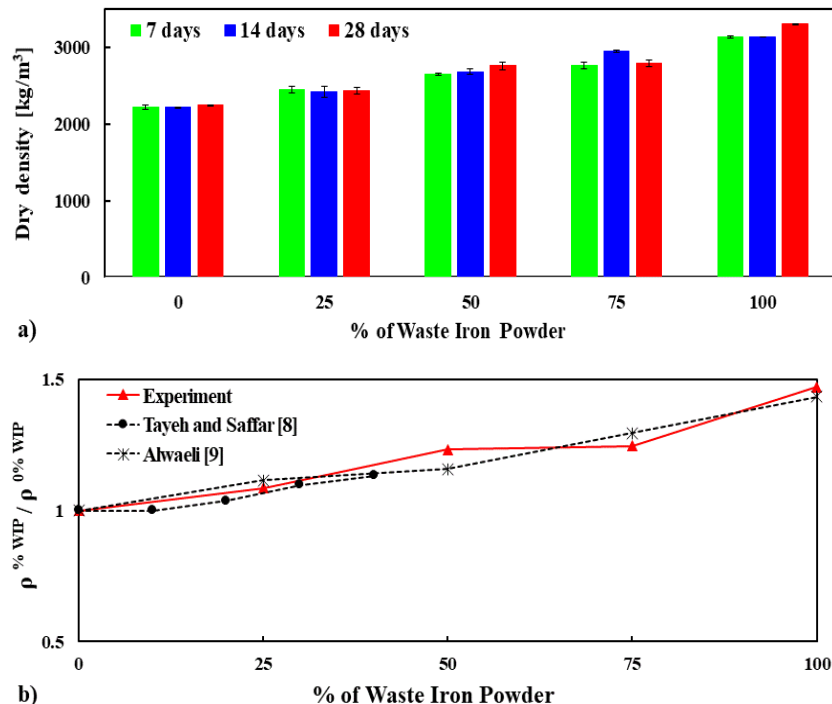 7 days 14 days 28 days
Dry density [kg/m³]
3000
2000
1000
0
0 25 50 75 100
% of Waste Iron Powder
a)
1.5
1
0.5
Experiment
Tayeh and Saffar [8]
Alwaeli [9]
ρ % WIP / ρ 0% WIP
0 25 50 75 100
% of Waste Iron Powder
b)